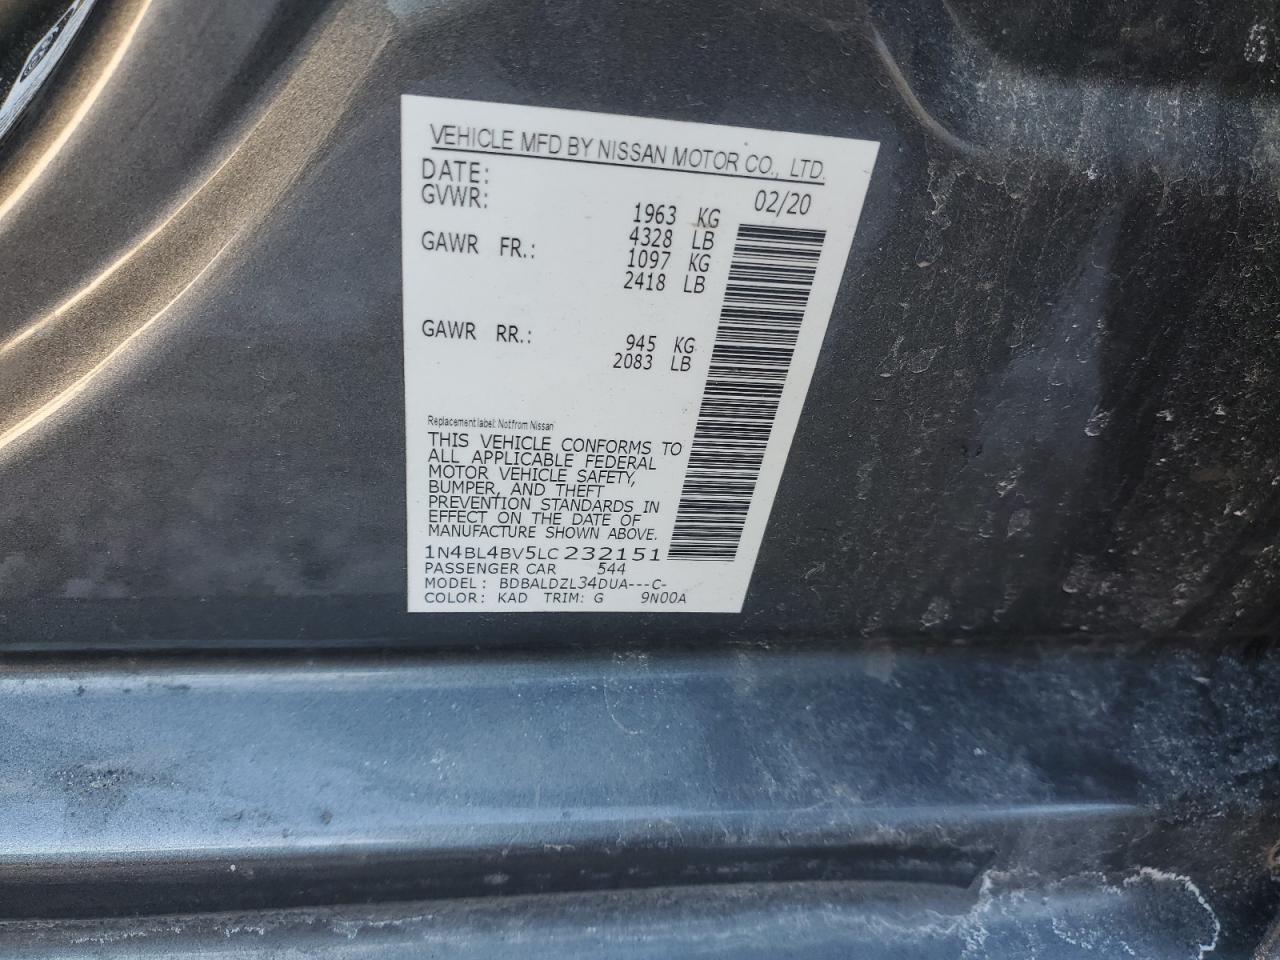 VEHICLE MFD BY NISSAN MOTOR CO., LTD.
DATE: 02/20
GVWR: 1963 KG
4328 LB
GAWR FR.: 1097 KG
2418 LB
GAWR RR.: 945 KG
2083 LB
Replacement label: Not from Nissan
THIS VEHICLE CONFORMS TO
ALL APPLICABLE FEDERAL
MOTOR VEHICLE SAFETY,
BUMPER, AND THEFT
PREVENTION STANDARDS IN
EFFECT ON THE DATE OF
MANUFACTURE SHOWN ABOVE.
1N4BL4BV5LC232151
PASSENGER CAR 544
MODEL: BDBALDZL34DUA---C-
COLOR: KAD TRIM: G 9N00A